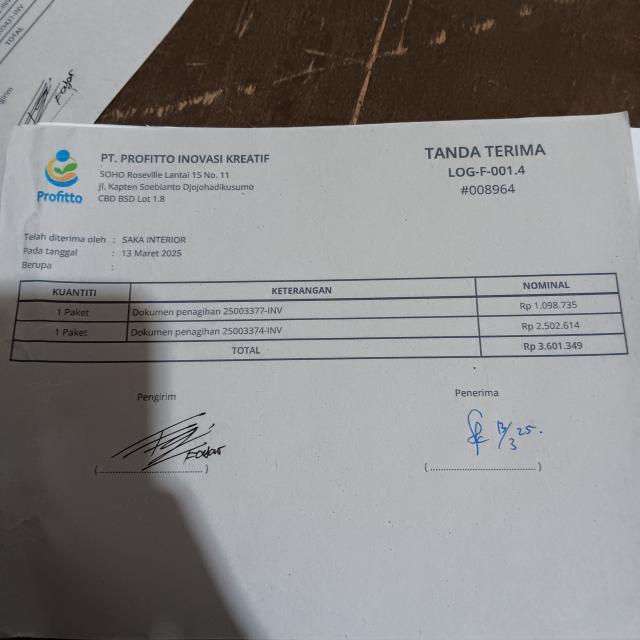 TOTAL
Fajar
PT. PROFITTO INOVASI KREATIF
SOHO Roseville Lantai 15 No. 11
Jl. Kapten Soebianto Djojohadikusumo
CBD BSD Lot 1.8
Profitto
TANDA TERIMA
LOG-F-001.4
#008964
Telah diterima oleh : SAKA INTERIOR
Pada tanggal : 13 Maret 2025
Berupa :
KUANTITI KETERANGAN NOMINAL
1 Paket Dokumen penagihan 25003377-INV Rp 1.098.735
1 Paket Dokumen penagihan 25003374-INV Rp 2.502.614
TOTAL Rp 3.601.349
Pengirim Penerima
Fajar
13/3 25.
(..............................) (..............................)